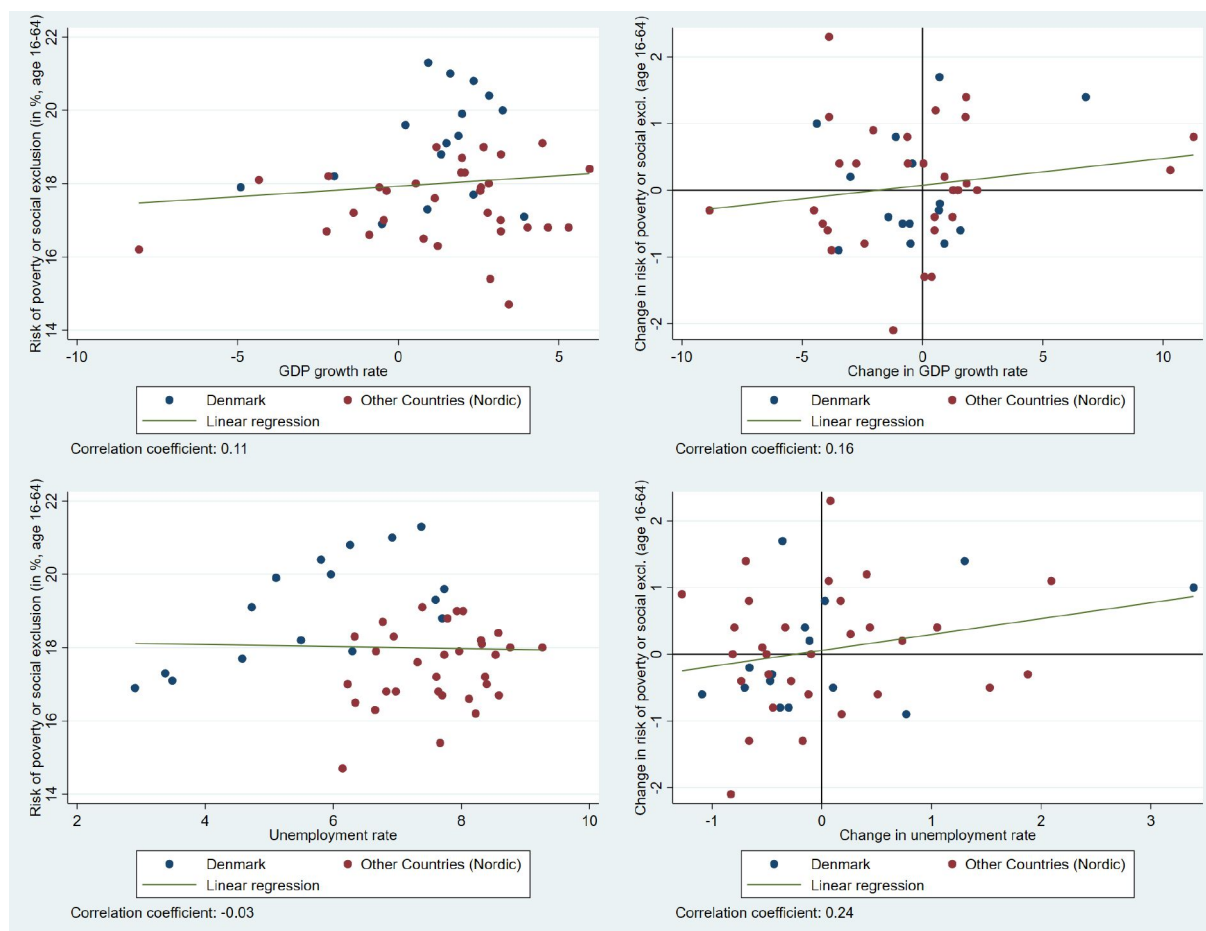 Risk of poverty or social exclusion (in %, age 16-64)
22
20
18
16
14
-10 -5 0 5
GDP growth rate
Denmark Other Countries (Nordic)
Linear regression
Correlation coefficient: 0.11
Change in risk of poverty or social excl. (age 16-64)
2
1
0
-1
-2
-10 -5 0 5 10
Change in GDP growth rate
Denmark Other Countries (Nordic)
Linear regression
Correlation coefficient: 0.16
Risk of poverty or social exclusion (in %, age 16-64)
22
20
18
16
14
2 4 6 8 10
Unemployment rate
Denmark Other Countries (Nordic)
Linear regression
Correlation coefficient: -0.03
Change in risk of poverty or social excl. (age 16-64)
2
1
0
-1
-2
-1 0 1 2 3
Change in unemployment rate
Denmark Other Countries (Nordic)
Linear regression
Correlation coefficient: 0.24